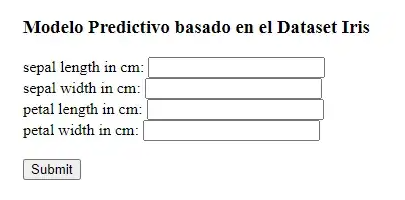 Modelo Predictivo basado en el Dataset Iris
sepal length in cm:
sepal width in cm:
petal length in cm:
petal width in cm:
Submit